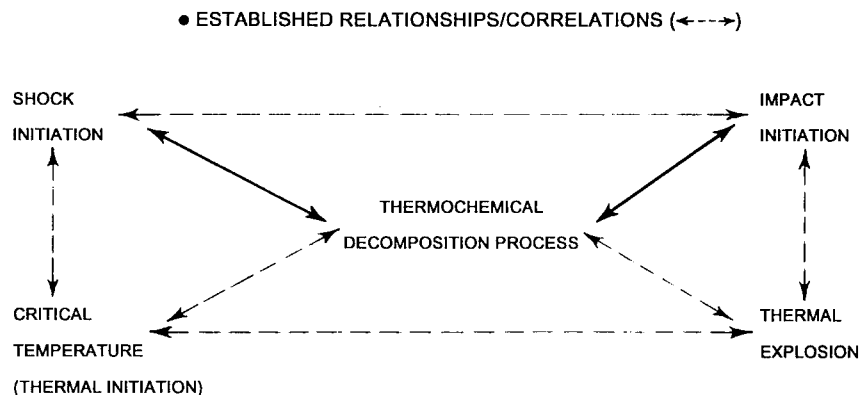 ● ESTABLISHED RELATIONSHIPS/CORRELATIONS (◄---►)
SHOCK
INITIATION
IMPACT
INITIATION
THERMOCHEMICAL
DECOMPOSITION PROCESS
CRITICAL
TEMPERATURE
(THERMAL INITIATION)
THERMAL
EXPLOSION